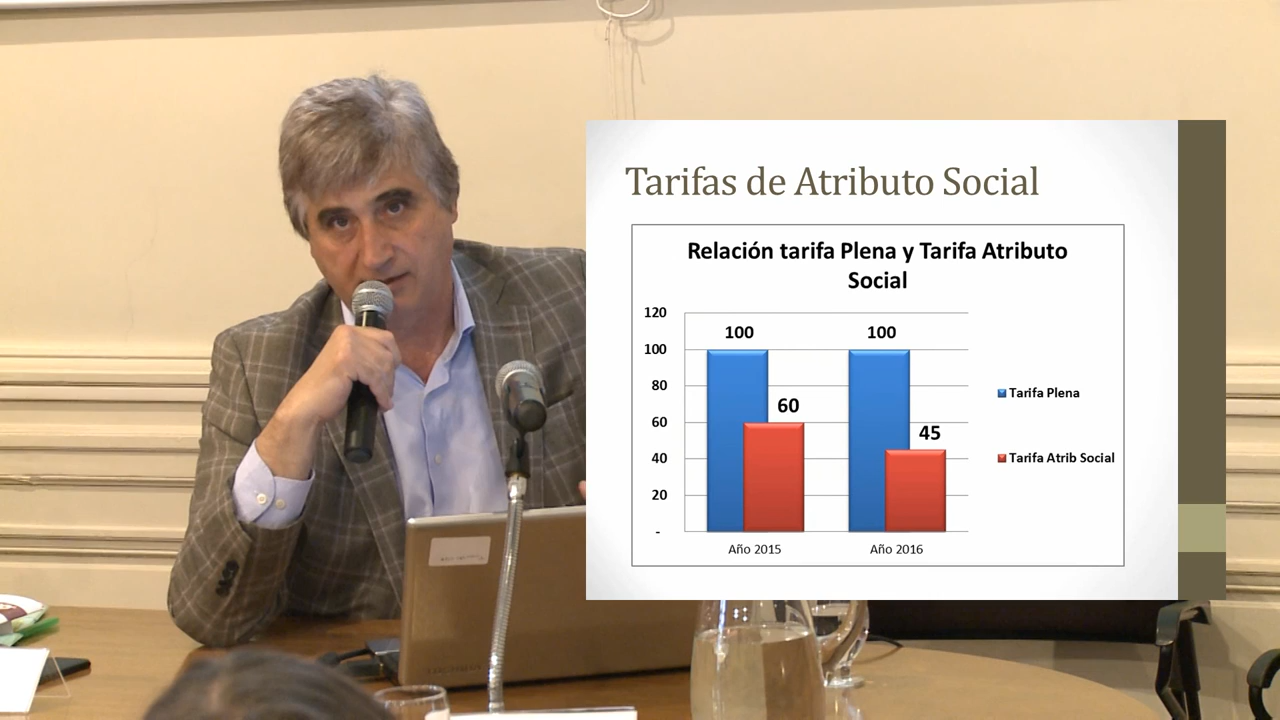 Tarifas de Atributo Social
Relación tarifa Plena y Tarifa Atributo
Social
120
100
80
60
40
20
-
100
60
100
45
Año 2015
Año 2016
Tarifa Plena
Tarifa Atrib Social